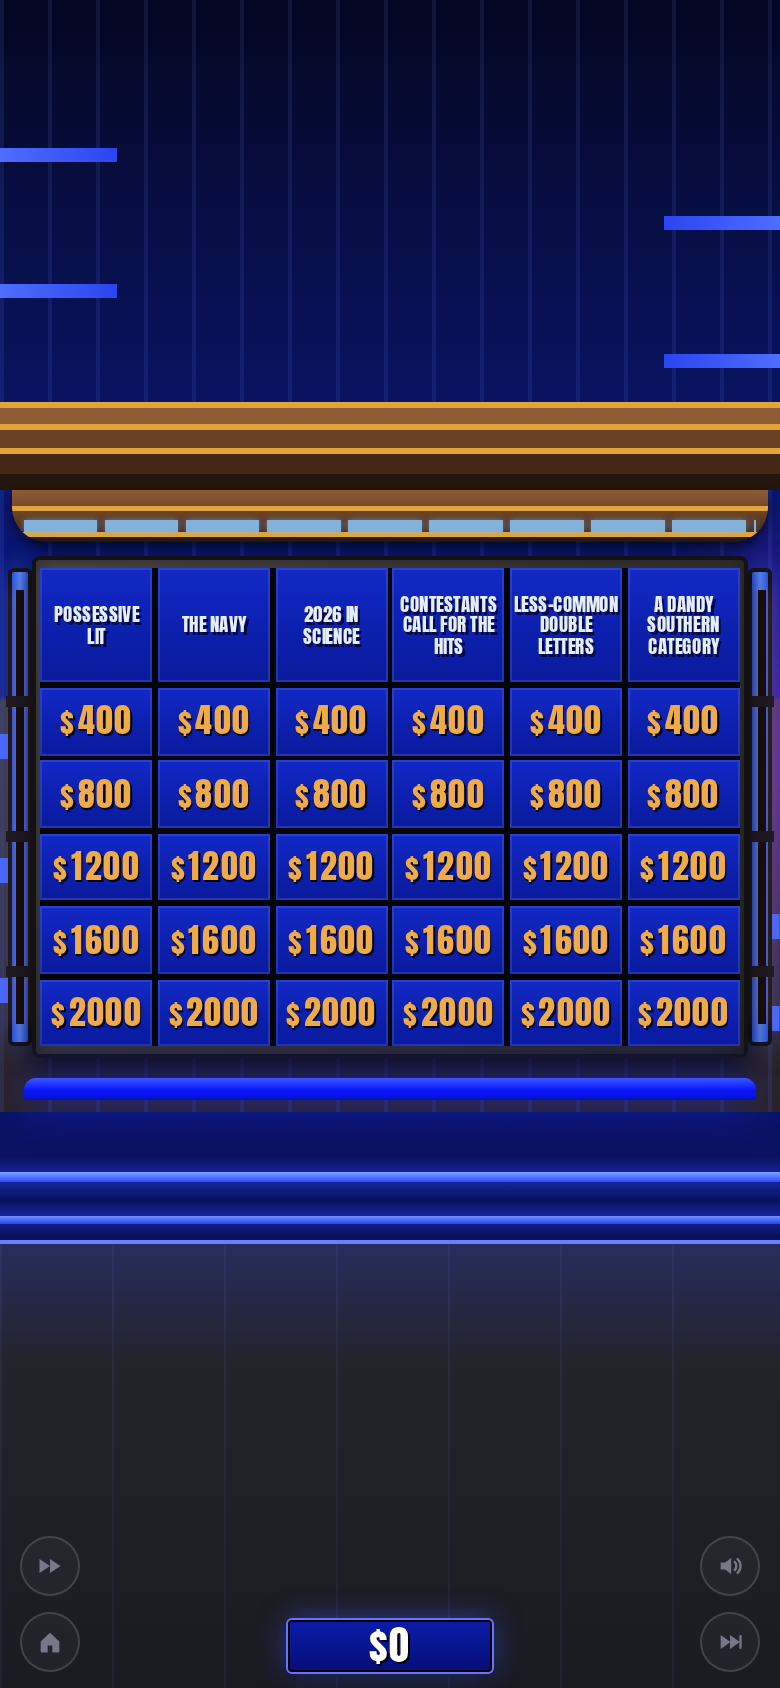 POSSESSIVE
LIT
THE NAVY
2026 IN
SCIENCE
CONTESTANTS
CALL FOR THE
HITS
LESS-COMMON
DOUBLE
LETTERS
A DANDY
SOUTHERN
CATEGORY
$400 $400 $400 $400 $400 $400
$800 $800 $800 $800 $800 $800
$1200 $1200 $1200 $1200 $1200 $1200
$1600 $1600 $1600 $1600 $1600 $1600
$2000 $2000 $2000 $2000 $2000 $2000
$0